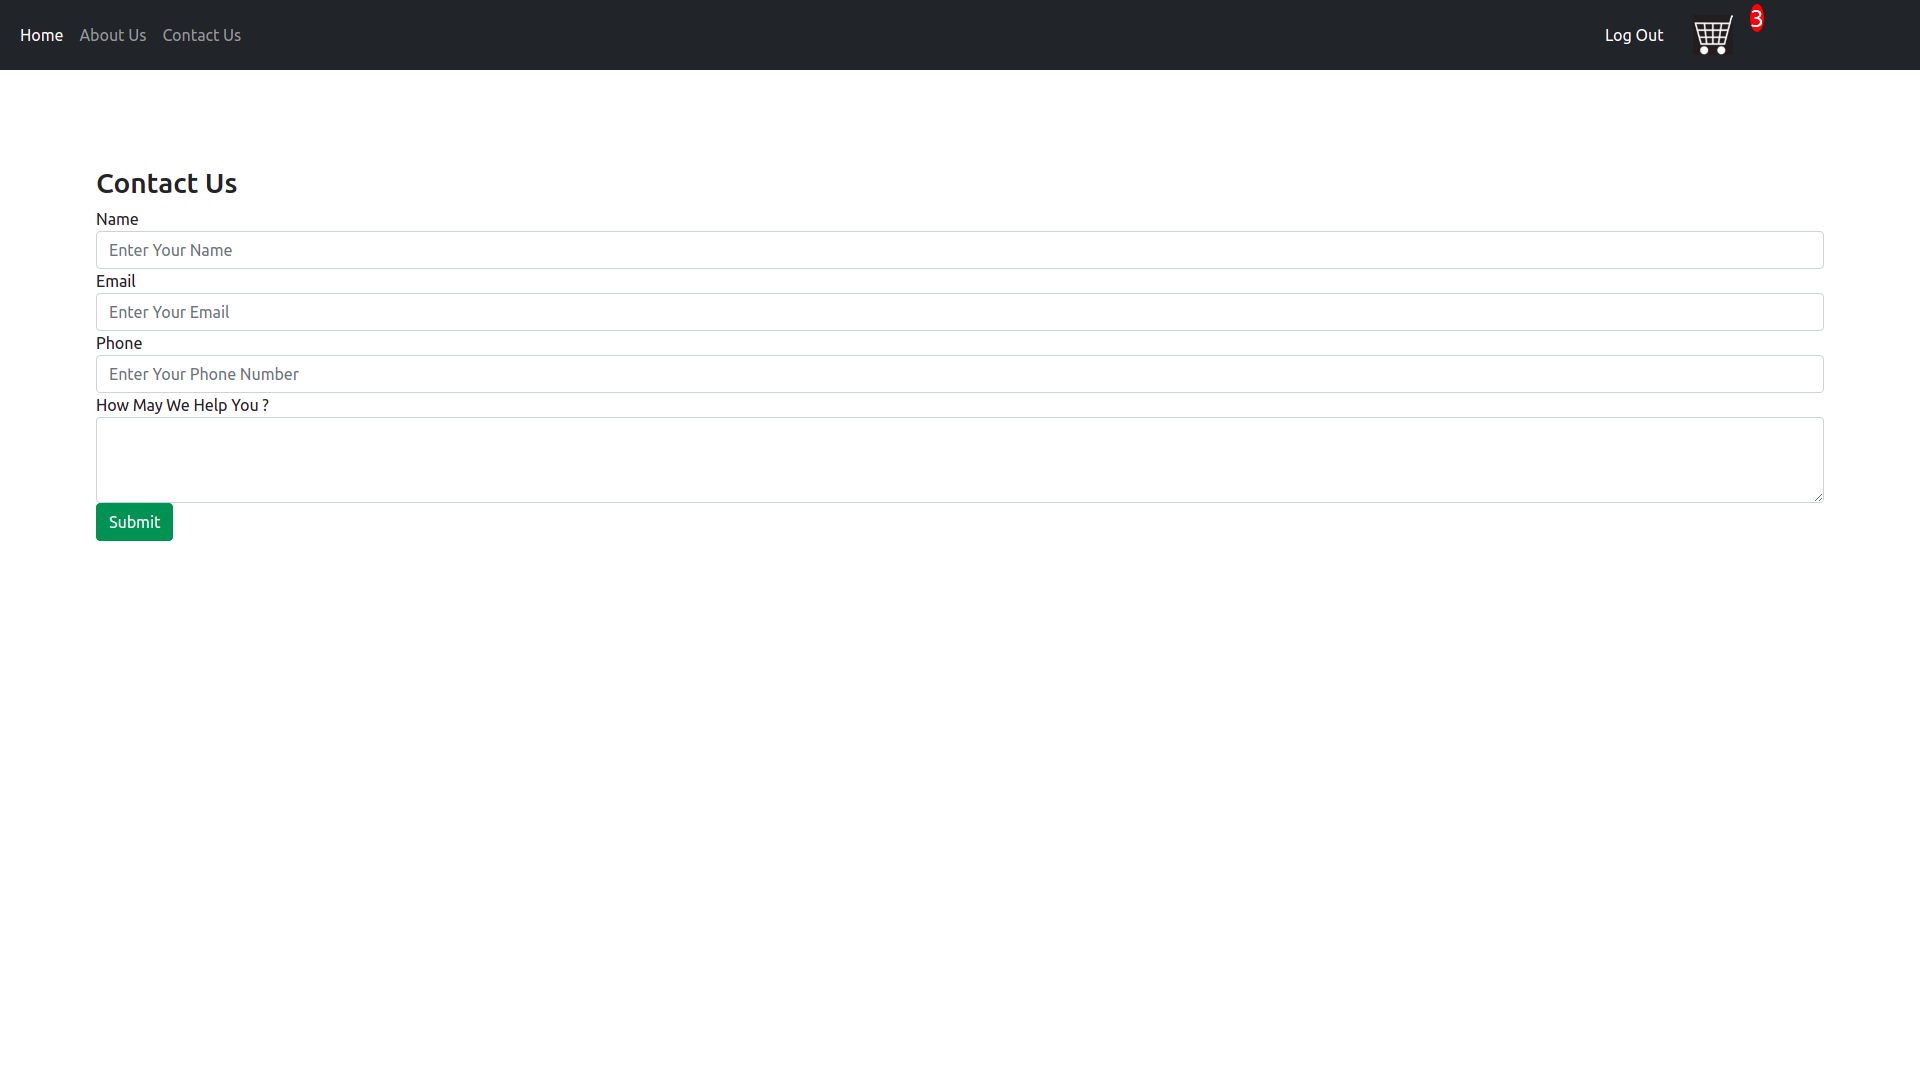 Home About Us Contact Us Log Out 3
Contact Us
Name
Enter Your Name
Email
Enter Your Email
Phone
Enter Your Phone Number
How May We Help You ?
Submit